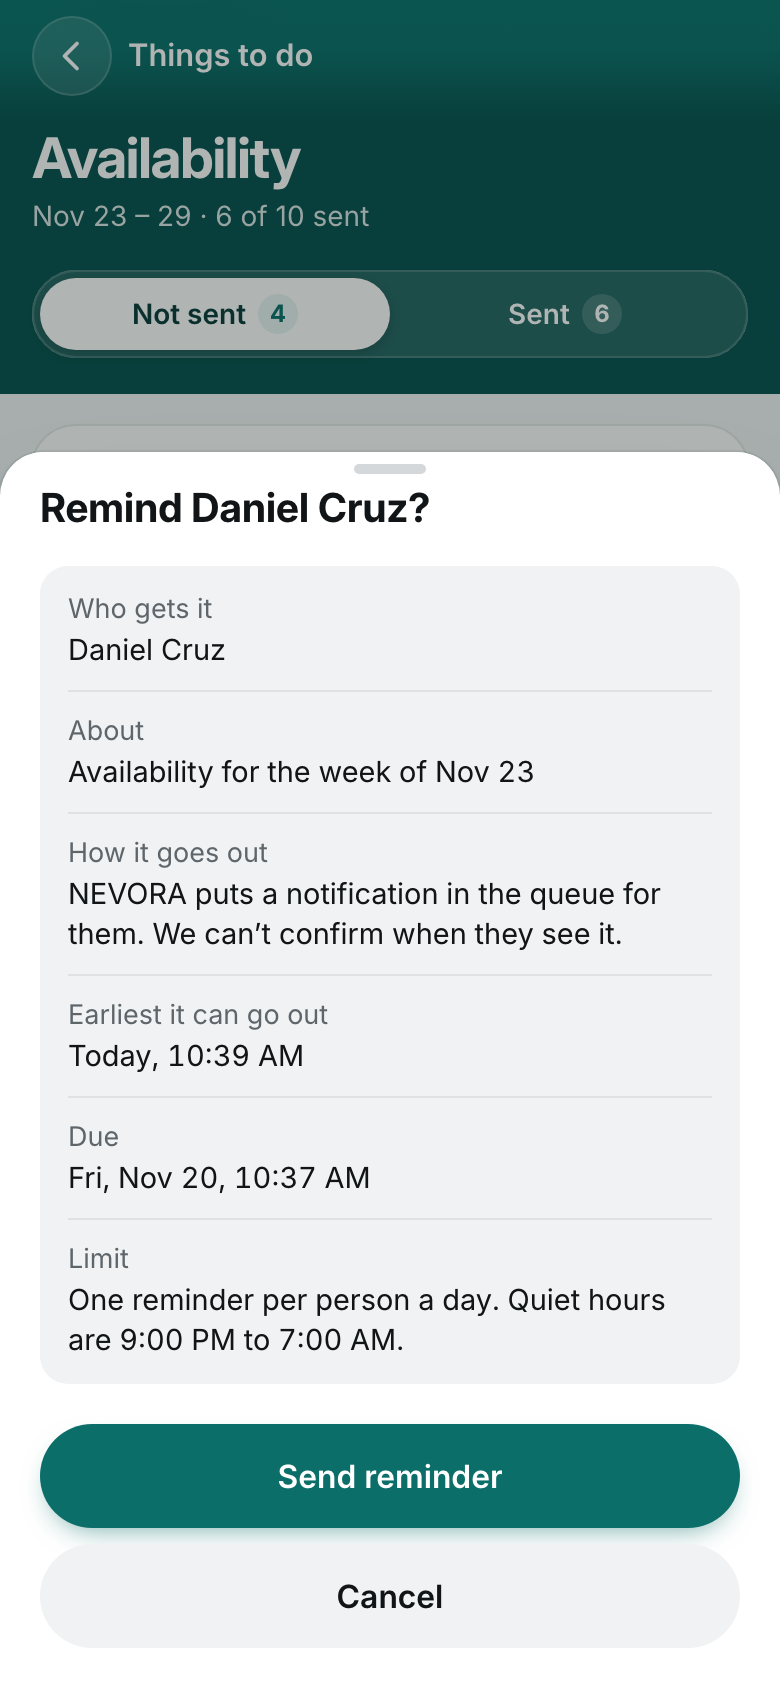 Things to do
Availability
Nov 23 – 29 · 6 of 10 sent
Not sent 4
Sent 6
Remind Daniel Cruz?
Who gets it
Daniel Cruz
About
Availability for the week of Nov 23
How it goes out
NEVORA puts a notification in the queue for
them. We can’t confirm when they see it.
Earliest it can go out
Today, 10:39 AM
Due
Fri, Nov 20, 10:37 AM
Limit
One reminder per person a day. Quiet hours
are 9:00 PM to 7:00 AM.
Send reminder
Cancel